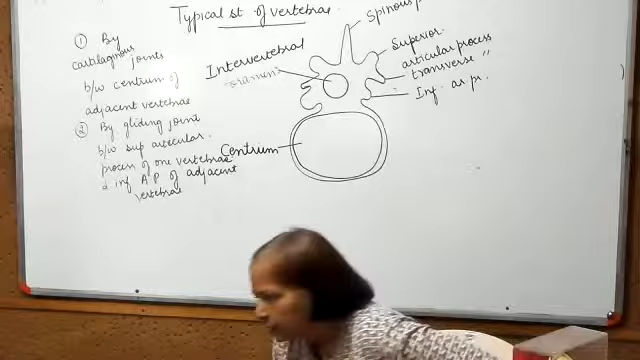 Typical st of vertebrae
① By
cartilaginous
joints
b/w centrum of
adjacent vertebrae
② By gliding joint
b/w sup articular
process of one vertebrae
& inf A.P of adjacent
vertebrae
Intervertebral
foramen
Centrum
Spinous p
Superior
articular process
transverse "
Inf. ar pr.